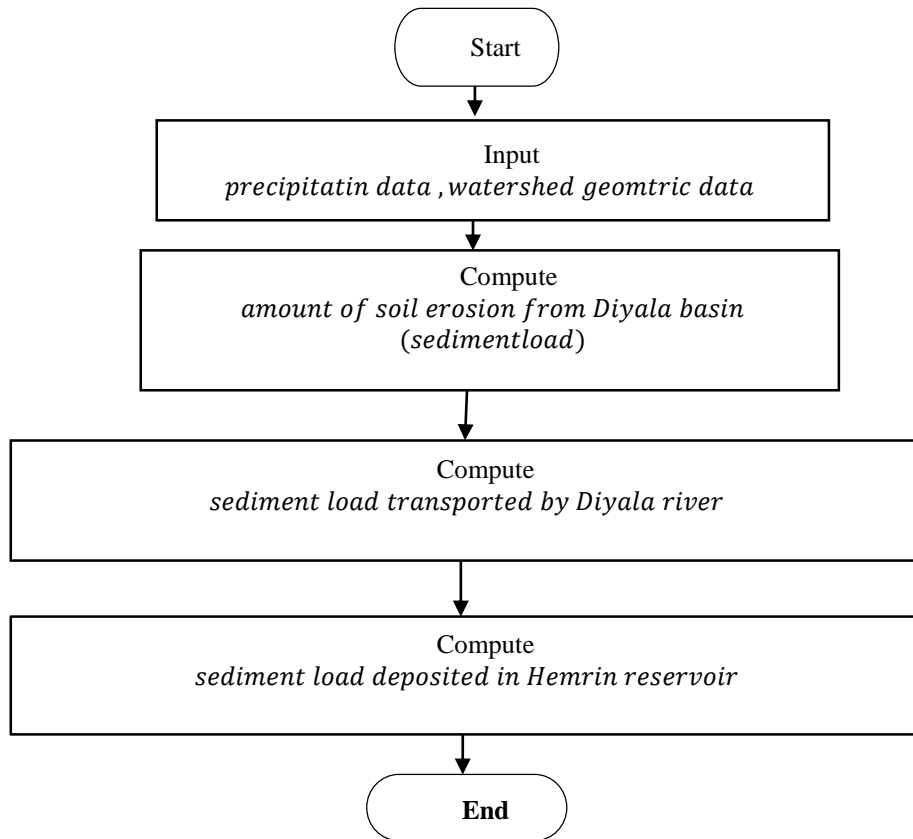 Start
Input
precipitatin data , watershed geomtric data
Compute
amount of soil erosion from Diyala basin
(sedimentload)
Compute
sediment load transported by Diyala river
Compute
sediment load deposited in Hemrin reservoir
End